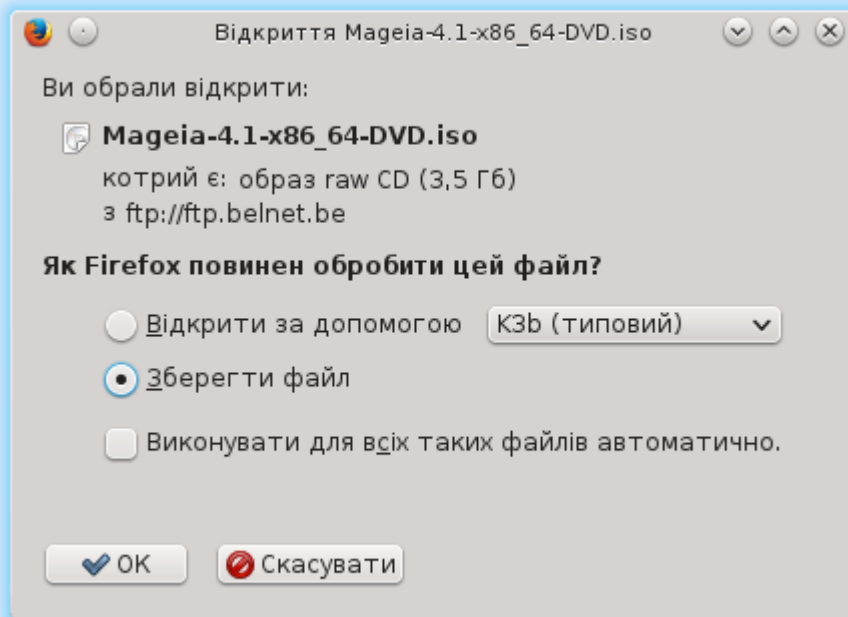 Відкриття Mageia-4.1-x86_64-DVD.iso
Ви обрали відкрити:
Mageia-4.1-x86_64-DVD.iso
котрий є: образ raw CD (3,5 Гб)
з ftp://ftp.belnet.be
Як Firefox повинен обробити цей файл?
Відкрити за допомогою K3b (типовий)
Зберегти файл
Виконувати для всіх таких файлів автоматично.
OK Скасувати